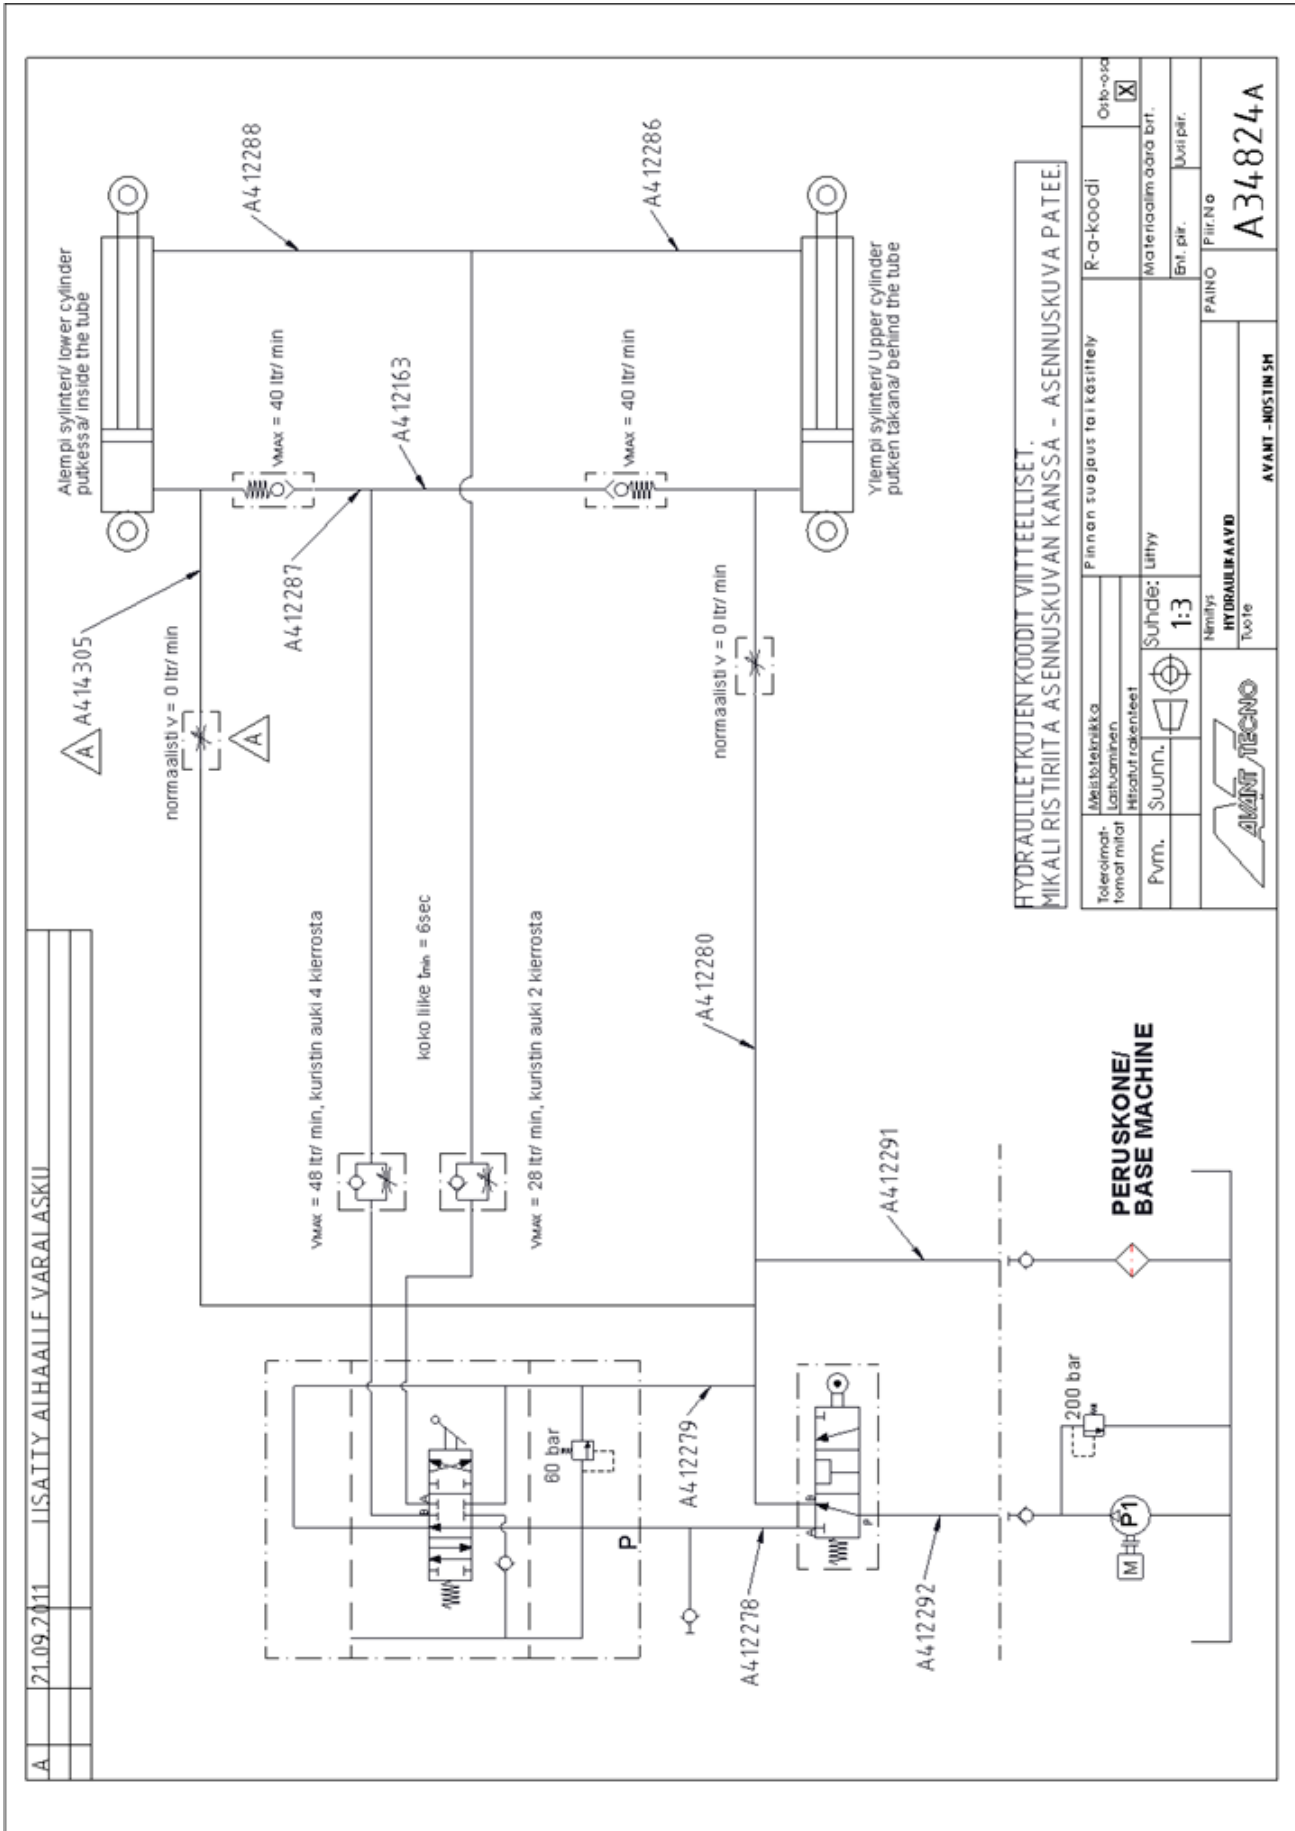 A
21.09.2011
LISATTY ALHAALLE VARALASKU
A
A414305
normaalisti v = 0 ltr/ min
A
Alempi sylinteri/ lower cylinder
putkessa/ inside the tube
A412288
VMAX = 40 ltr/ min
A412287
A412163
VMAX = 48 ltr/ min, kuristin auki 4 kierrosta
koko liike tmin = 6sec
VMAX = 28 ltr/ min, kuristin auki 2 kierrosta
VMAX = 40 ltr/ min
A412286
normaalisti v = 0 ltr/ min
Ylempi sylinteri/ Upper cylinder
putken takana/ behind the tube
B
A
60 bar
P
A412279
A412278
A412280
A
B
P
A412291
A412292
200 bar
M
P1
PERUSKONE/
BASE MACHINE
HYDRAULILETKUJEN KOODIT VIITTEELLISET.
MIKALI RISTIRIITA ASENNUSKUVAN KANSSA - ASENNUSKUVA PATEE.
Toleroimat-
tomat mitat
Meistotekniikka
Lastuaminen
Hitsatut rakenteet
Pinnan suojaus tai käsittely
R-a-koodi
Osto-osa
X
Pvm.
Suunn.
Suhde:
1:3
Liittyy
Materiaalimäärä brt.
Ent. piir.
Uusi piir.
AVANT TECNO
Nimitys
HYDRAULIKAAVIO
Tuote
AVANT -NOSTIN SM
PAINO
Piir.No
A34824A